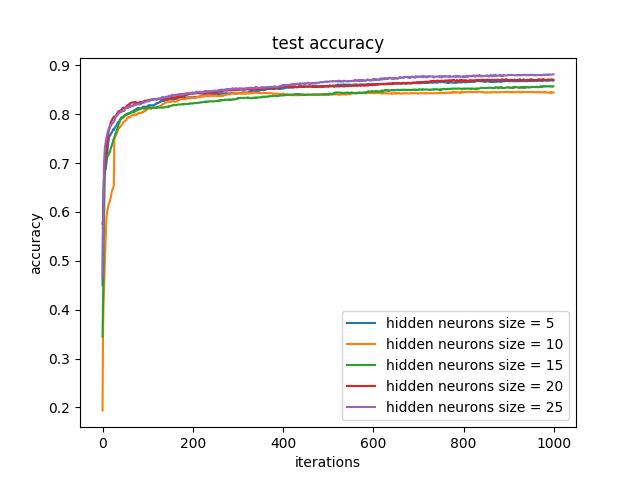 test accuracy
0.9
0.8
0.7
0.6
0.5
0.4
0.3
0.2
accuracy
hidden neurons size = 5
hidden neurons size = 10
hidden neurons size = 15
hidden neurons size = 20
hidden neurons size = 25
0 200 400 600 800 1000
iterations